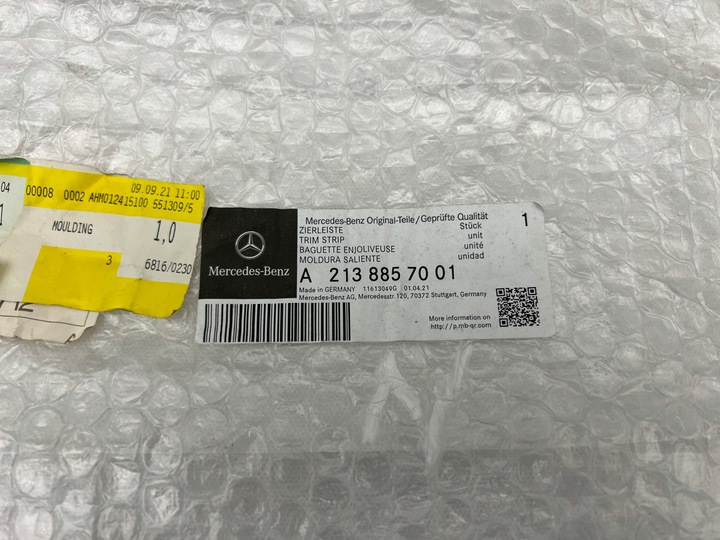 04
00008 0002 AHM012415100 551309/5
09.09.21 11:00
1
MOULDING 1,0
3 6816/0230
Mercedes-Benz
Mercedes-Benz Original-Teile/Geprüfte Qualität 1
ZIERLEISTE Stück
TRIM STRIP unit
BAGUETTE ENJOLIVEUSE unité
MOLDURA SALIENTE unidad
A 213 885 70 01
Made in GERMANY 11613049G /01.04.21
Mercedes-Benz AG, Mercedesstr.120, 70372 Stuttgart, Germany
More information on
http://p.mb-qr.com